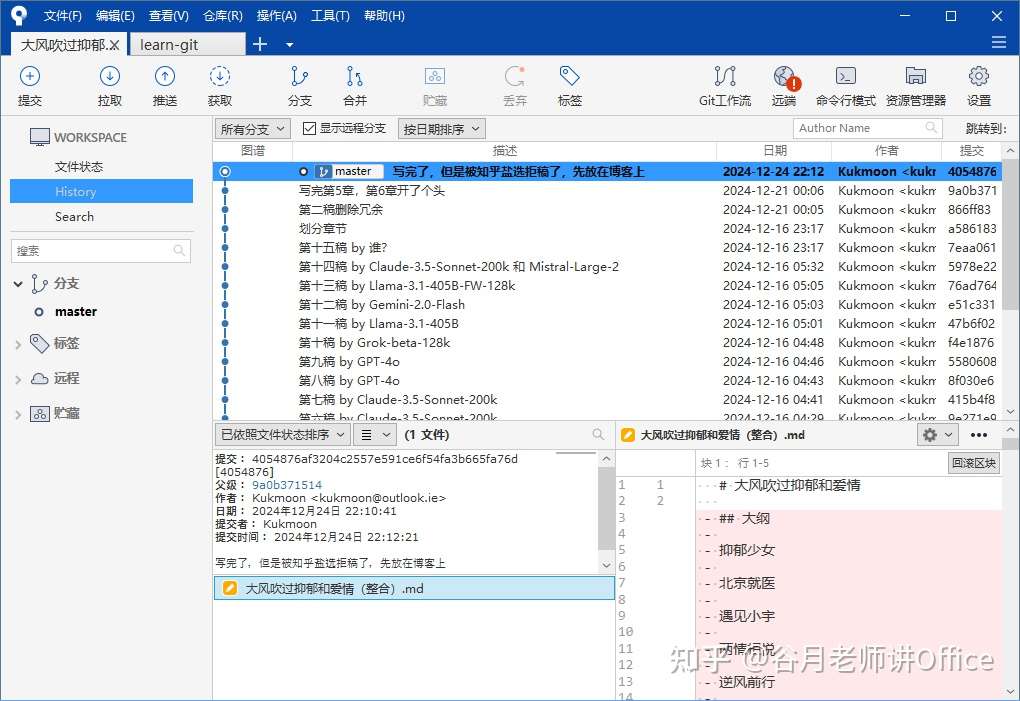 文件(F) 编辑(E) 查看(V) 仓库(R) 操作(A) 工具(T) 帮助(H)
大风吹过抑郁. learn-git
提交 拉取 推送 获取 分支 合并 贮藏 丢弃 标签 Git工作流 远端 命令行模式 资源管理器 设置
WORKSPACE
文件状态
History
Search
搜索
分支
master
标签
远程
贮藏
所有分支 显示远程分支 按日期排序 Author Name 跳转到：
图谱 描述 日期 作者 提交
master 写完了，但是被知乎盐选拒稿了，先放在博客上 2024-12-24 22:12 Kukmoon <kukr 4054876
写完第5章，第6章开了个头 2024-12-21 00:06 Kukmoon <kukm 9a0b371
第二稿删除冗余 2024-12-21 00:05 Kukmoon <kukm 866ff83
划分章节 2024-12-16 23:17 Kukmoon <kukm a586183
第十五稿 by 谁? 2024-12-16 23:17 Kukmoon <kukm 7eaa061
第十四稿 by Claude-3.5-Sonnet-200k 和 Mistral-Large-2 2024-12-16 05:32 Kukmoon <kukm 5978e22
第十三稿 by Llama-3.1-405B-FW-128k 2024-12-16 05:05 Kukmoon <kukm 76ad764
第十二稿 by Gemini-2.0-Flash 2024-12-16 05:03 Kukmoon <kukm e51c331
第十一稿 by Llama-3.1-405B 2024-12-16 05:01 Kukmoon <kukm 47b6f02
第十稿 by Grok-beta-128k 2024-12-16 04:48 Kukmoon <kukm f4e1876
第九稿 by GPT-4o 2024-12-16 04:46 Kukmoon <kukm 5580608
第八稿 by GPT-4o 2024-12-16 04:43 Kukmoon <kukm 8f030e6
第七稿 by Claude-3.5-Sonnet-200k 2024-12-16 04:41 Kukmoon <kukm 415b4f8
第六稿 by Claude-3.5-Sonnet-200k 2024-12-16 04:29 Kukmoon <kukm 9e271e9
已依照文件状态排序 (1 文件)
提交： 4054876af3204c2557e591ce6f54fa3b665fa76d
[4054876]
父级： 9a0b371514
作者： Kukmoon <kukmoon@outlook.ie>
日期： 2024年12月24日 22:10:41
提交者： Kukmoon
提交时间： 2024年12月24日 22:12:21
写完了，但是被知乎盐选拒稿了，先放在博客上
大风吹过抑郁和爱情（整合）.md
大风吹过抑郁和爱情（整合）.md
块 1： 行 1-5 回滚区块
1 1 # 大风吹过抑郁和爱情
2 2
3 - ## 大纲
4 -
5 - 抑郁少女
6 -
7 - 北京就医
8 -
9 - 遇见小宇
10 -
11 - 两情相悦
12 -
13 - 逆风前行
14
知乎 @谷月老师讲Office